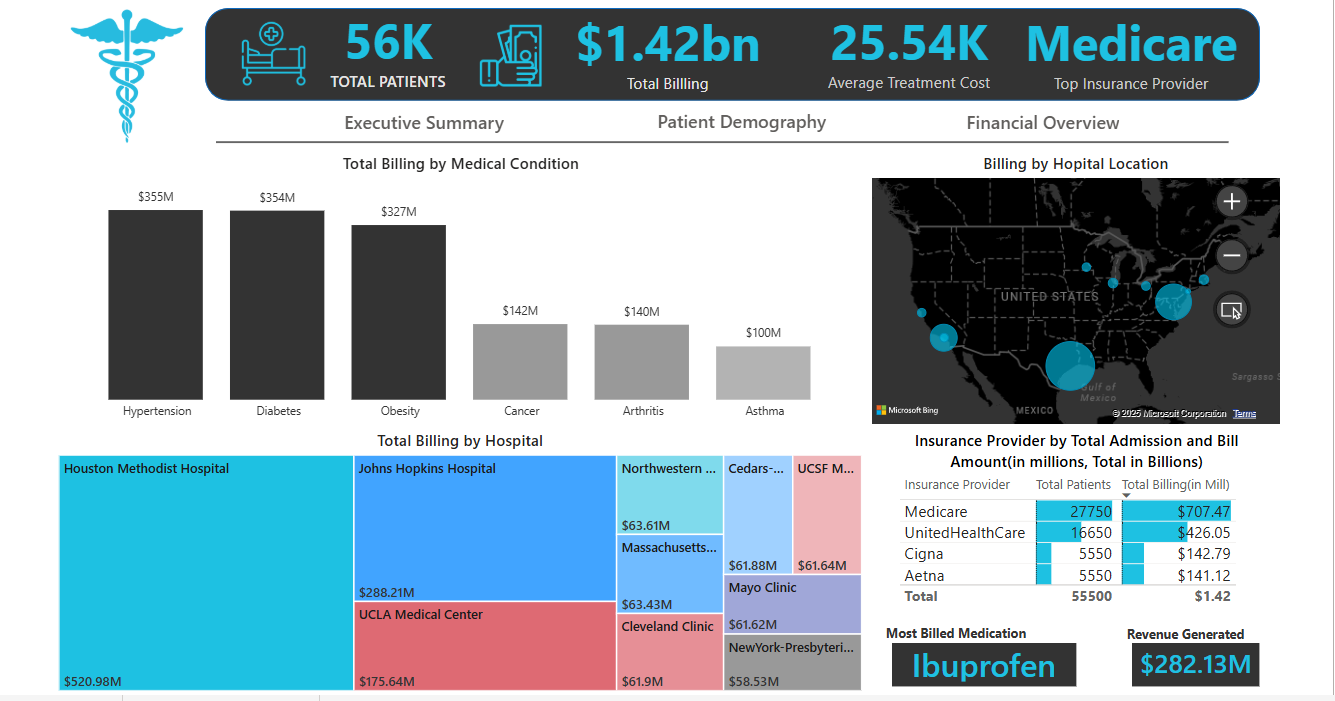 56K
TOTAL PATIENTS
$1.42bn
Total Billling
25.54K
Average Treatment Cost
Medicare
Top Insurance Provider
Executive Summary
Patient Demography
Financial Overview
Total Billing by Medical Condition
$355M
$354M
$327M
$142M
$140M
$100M
Hypertension
Diabetes
Obesity
Cancer
Arthritis
Asthma
Billing by Hopital Location
UNITED STATES
Sargasso S
Gulf of
Mexico
MEXICO
Microsoft Bing
© 2025 Microsoft Corporation Terms
Total Billing by Hospital
Houston Methodist Hospital
$520.98M
Johns Hopkins Hospital
$288.21M
UCLA Medical Center
$175.64M
Northwestern ...
$63.61M
Massachusetts...
$63.43M
Cleveland Clinic
$61.9M
Cedars-...
$61.88M
UCSF M...
$61.64M
Mayo Clinic
$61.62M
NewYork-Presbyteri...
$58.53M
Insurance Provider by Total Admission and Bill
Amount(in millions, Total in Billions)
Insurance Provider Total Patients Total Billing(in Mill)
Medicare 27750 $707.47
UnitedHealthCare 16650 $426.05
Cigna 5550 $142.79
Aetna 5550 $141.12
Total 55500 $1.42
Most Billed Medication
Ibuprofen
Revenue Generated
$282.13M